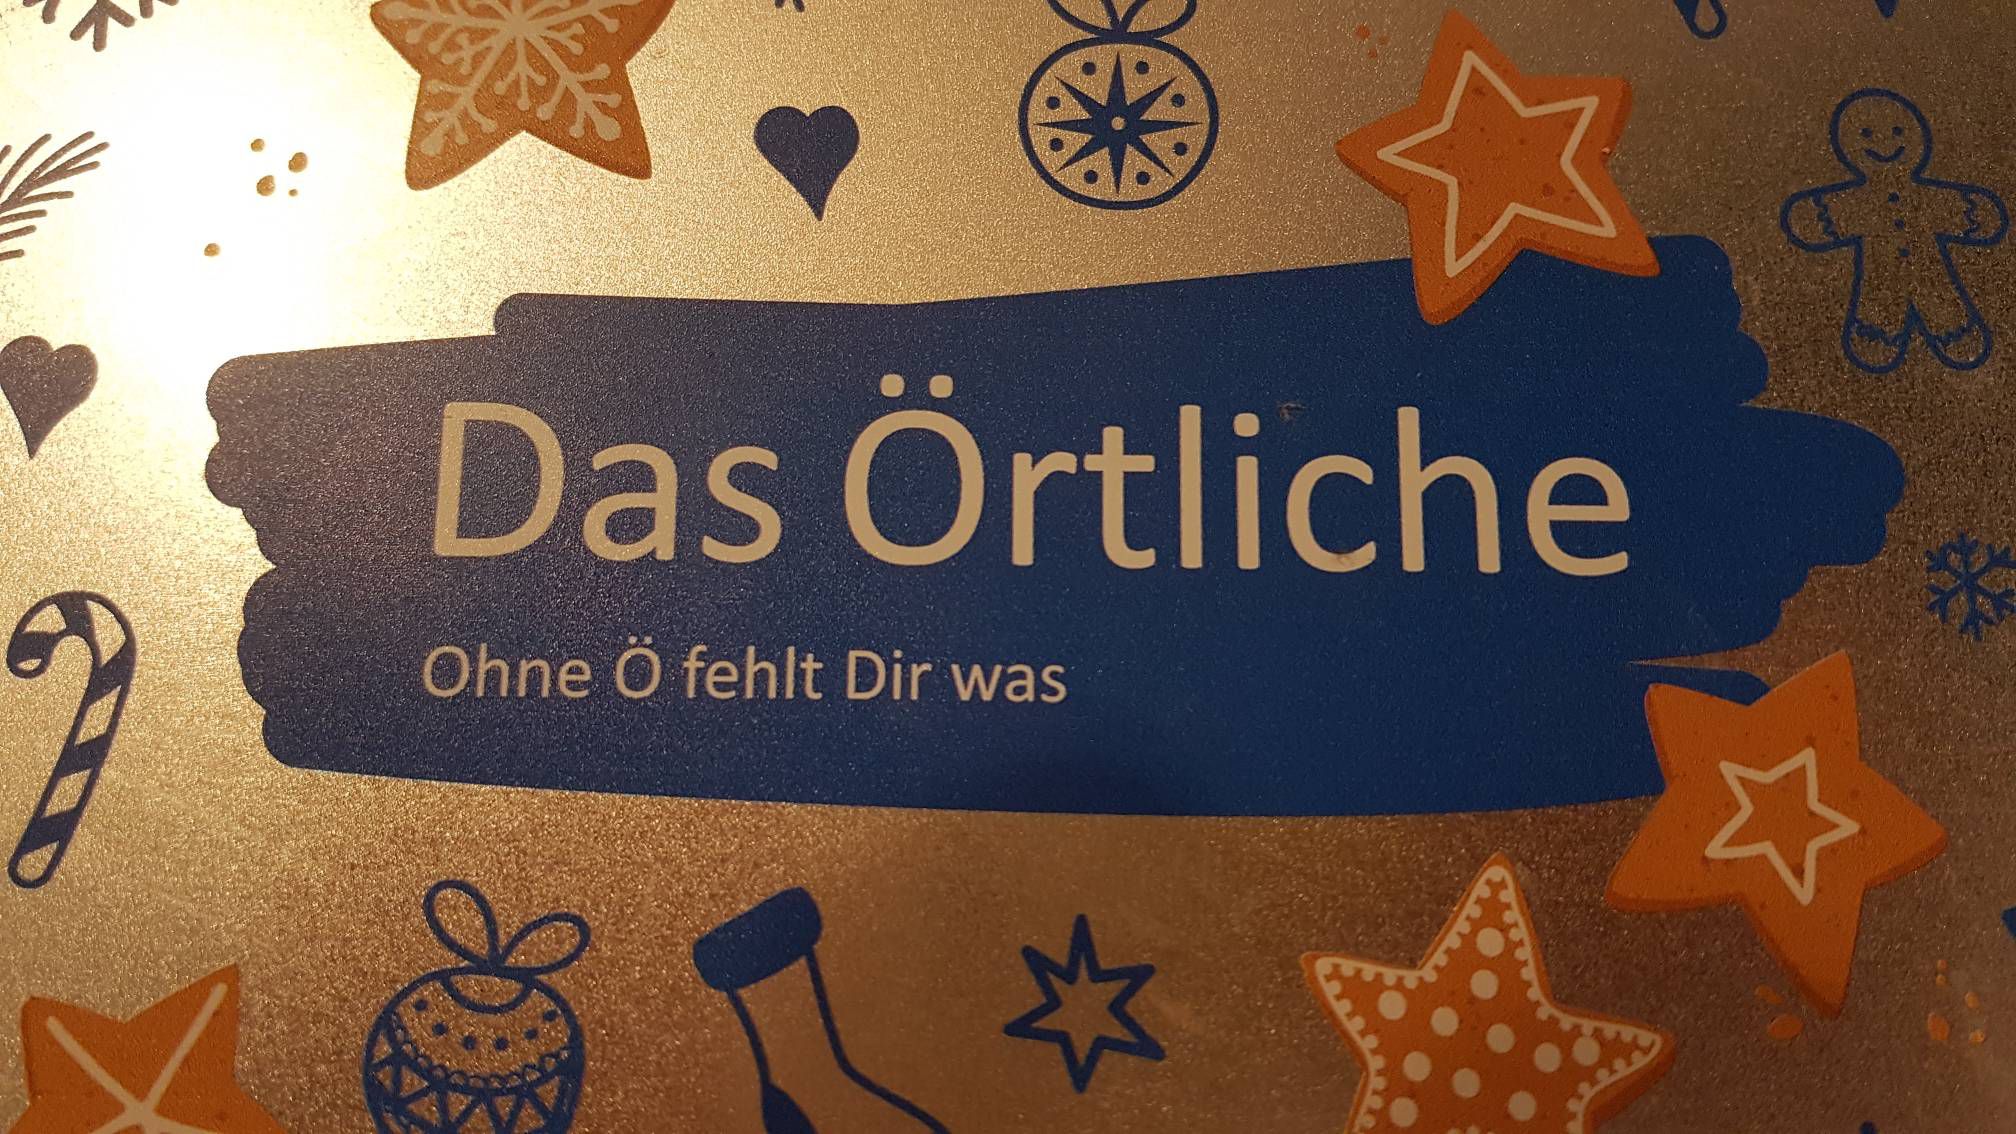 Das Örtliche
Ohne Ö fehlt Dir was